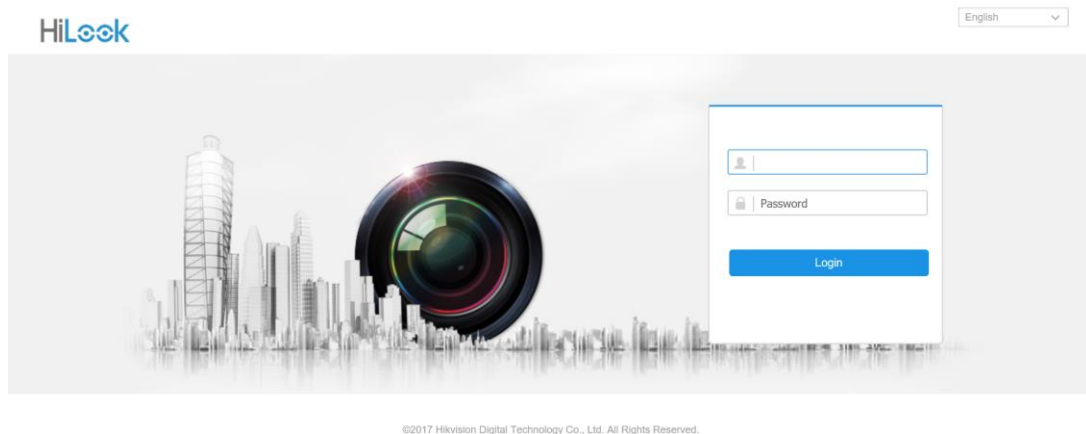 HiLook
English
Password
Login
©2017 Hikvision Digital Technology Co., Ltd. All Rights Reserved.